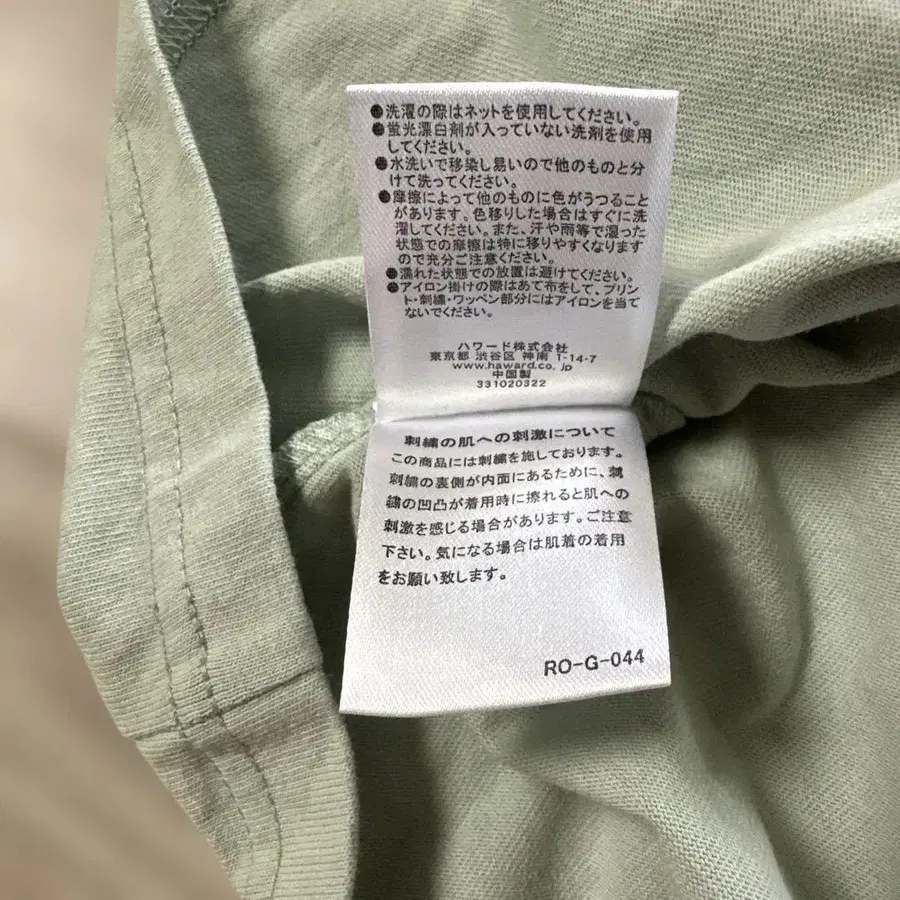 ●洗濯の際はネットを使用してください。
●蛍光漂白剤が入っていない洗剤を使用
してください。
●水洗いで移染し易いので他のものと分
けて洗ってください。
●摩擦によって他のものに色がうつること
があります。色移りした場合はすぐに洗
濯してください。また、汗や雨等で湿った
状態での摩擦は特に移りやすくなります
ので充分ご注意ください。
●濡れた状態での放置は避けてください。
●アイロン掛けの際はあて布をして、プリン
ト・刺繍・ワッペン部分にはアイロンを当て
ないでください。
ハワード株式会社
東京都 渋谷区 神南 1-14-7
www.haward.co.jp
中国製
331020322
刺繍の肌への刺激について
この商品には刺繍を施しております。
刺繍の裏側が内面にあるために、刺
繍の凹凸が着用時に擦れると肌への
刺激を感じる場合があります。ご注意
下さい。気になる場合は肌着の着用
をお願い致します。
RO-G-044